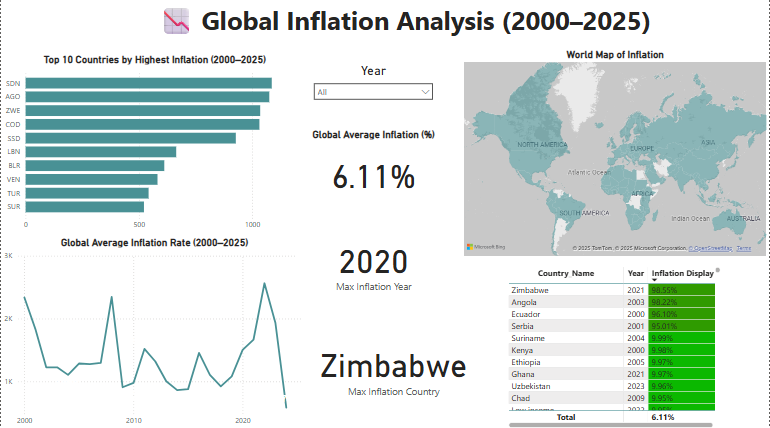 Global Inflation Analysis (2000–2025)
Top 10 Countries by Highest Inflation (2000–2025)
SDN
AGO
ZWE
COD
SSD
LBN
BLR
VEN
TUR
SUR
0 500 1000
Year
All
Global Average Inflation (%)
6.11%
2020
Max Inflation Year
Zimbabwe
Max Inflation Country
World Map of Inflation
NORTH AMERICA
EUROPE
ASIA
Atlantic Ocean
AFRICA
SOUTH AMERICA
Indian Ocean
AUSTRALIA
Microsoft Bing
© 2025 TomTom, © 2025 Microsoft Corporation, © OpenStreetMap Terms
Global Average Inflation Rate (2000–2025)
3K
2K
1K
2000 2010 2020
Country_Name Year Inflation Display
Zimbabwe 2021 98.55%
Angola 2003 98.22%
Ecuador 2000 96.10%
Serbia 2001 95.01%
Suriname 2004 9.99%
Kenya 2000 9.98%
Ethiopia 2005 9.97%
Ghana 2021 9.97%
Uzbekistan 2023 9.96%
Chad 2009 9.95%
Low income 2022 9.95%
Total 6.11%